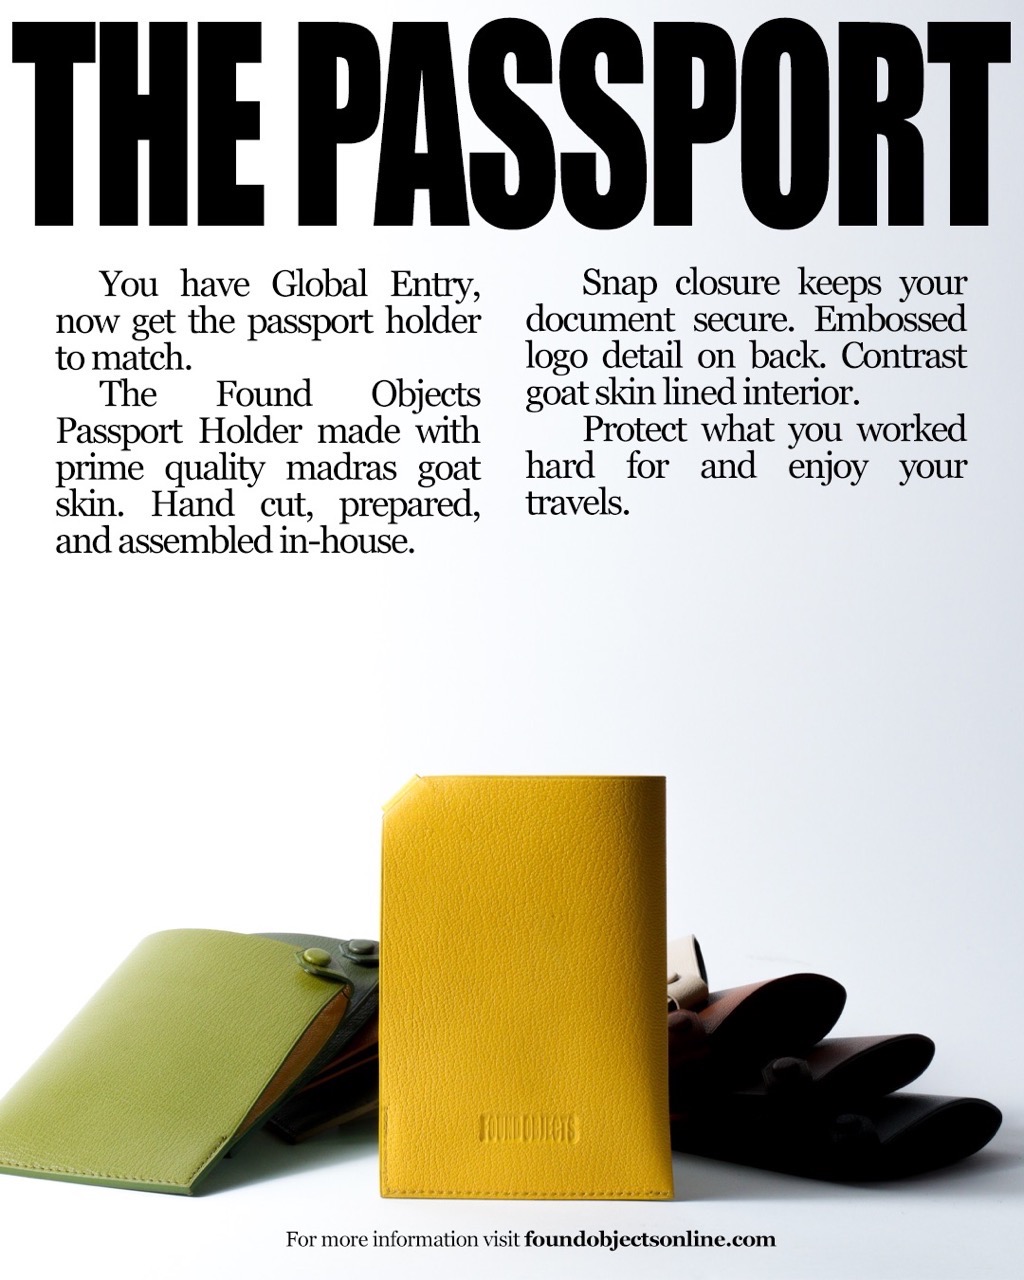 THE PASSPORT
You have Global Entry,
now get the passport holder
to match.
The Found Objects
Passport Holder made with
prime quality madras goat
skin. Hand cut, prepared,
and assembled in-house.
Snap closure keeps your
document secure. Embossed
logo detail on back. Contrast
goat skin lined interior.
Protect what you worked
hard for and enjoy your
travels.
FOUND OBJECTS
For more information visit foundobjectsonline.com